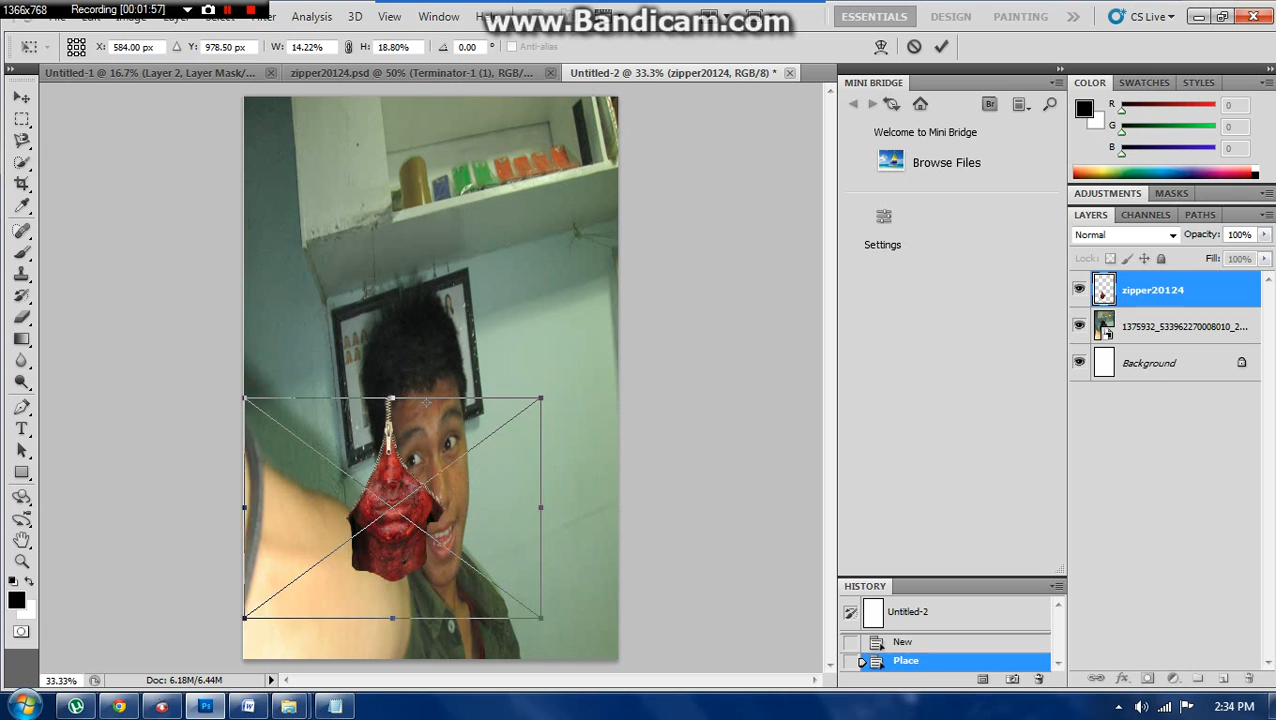 1366x768
Recording [00:01:57]
www.Bandicam.com
Analysis 3D View Window
ESSENTIALS DESIGN PAINTING CS Live
X: 584.00 px Y: 978.50 px W: 14.22% H: 18.80% 0.00 ° Anti-alias
Untitled-1 @ 16.7% (Layer 2, Layer Mask/... zipper20124.psd @ 50% (Terminator-1 (1), RGB/... Untitled-2 @ 33.3% (zipper20124, RGB/8) *
MINI BRIDGE
Br
Welcome to Mini Bridge
Browse Files
Settings
COLOR SWATCHES STYLES
R 0
G 0
B 0
ADJUSTMENTS MASKS
LAYERS CHANNELS PATHS
Normal Opacity: 100%
Lock: Fill: 100%
zipper20124
1375932_533962270008010_2...
Background
HISTORY
Untitled-2
New
Place
33.33% Doc: 6.18M/6.44M
Ps W
2:34 PM